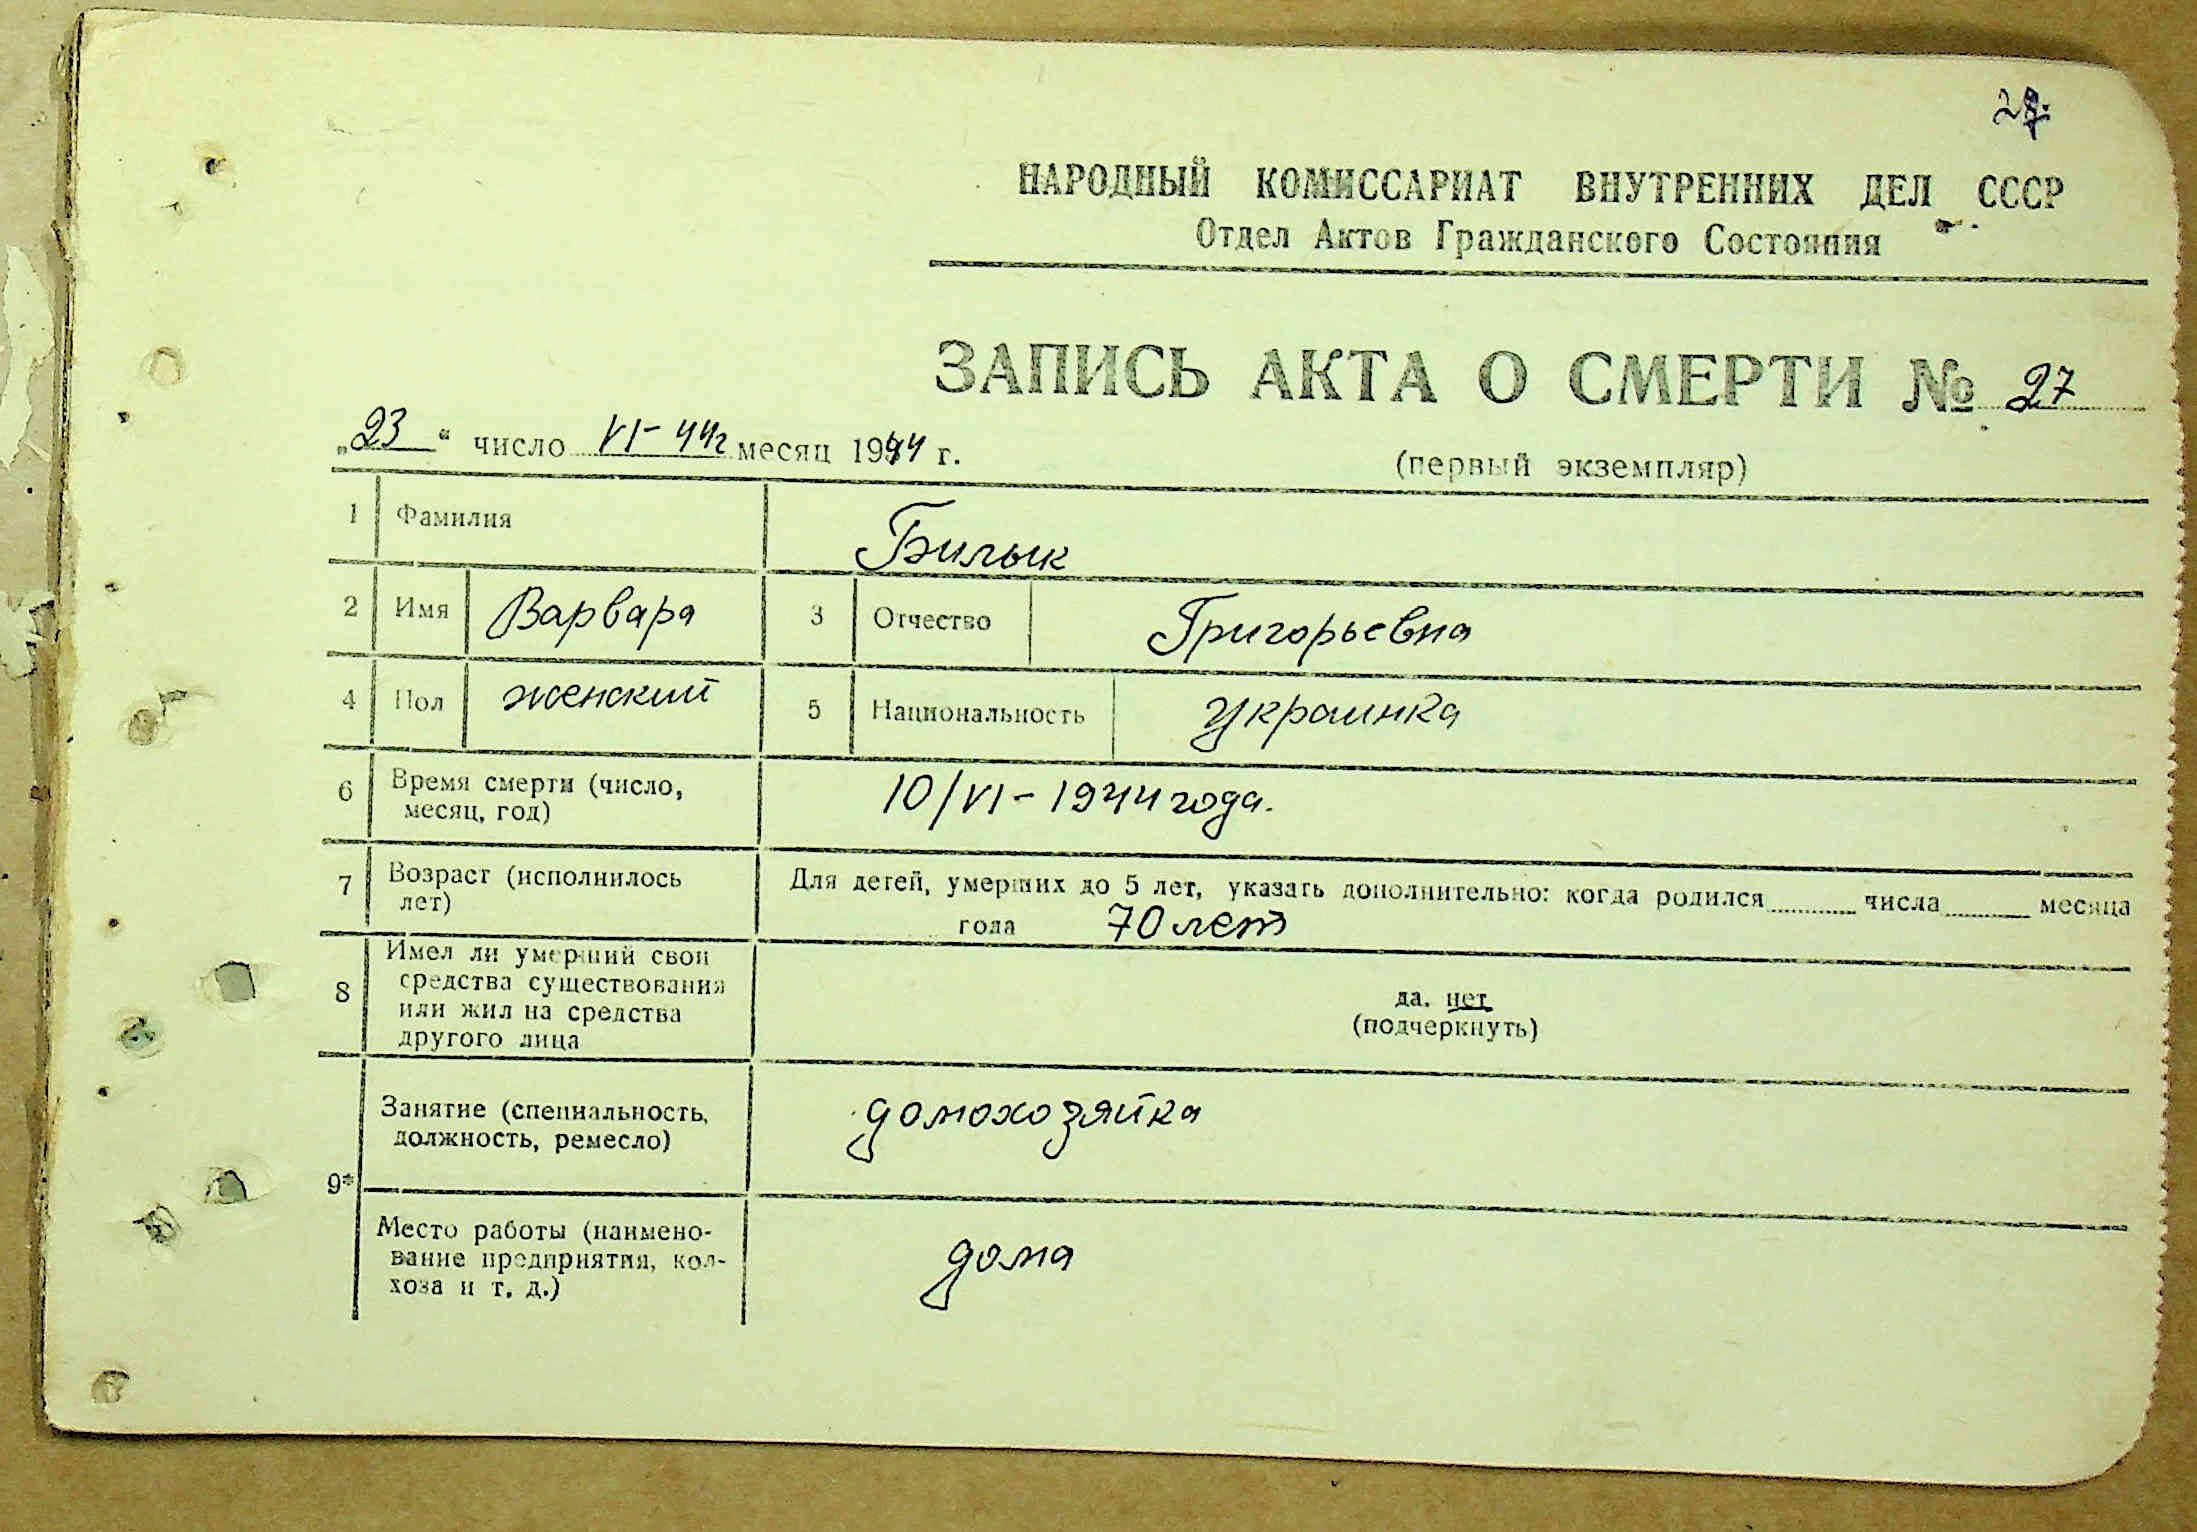 27.
НАРОДНЫЙ КОМИССАРИАТ ВНУТРЕННИХ ДЕЛ СССР
Отдел Актов Гражданского Состояния
ЗАПИСЬ АКТА О СМЕРТИ № 27
„23“ число VI-44г месяц 1944 г.
(первый экземпляр)
1 Фамилия Билык
2 Имя Варвара 3 Отчество Григорьевна
4 Пол женский 5 Национальность украинка
6 Время смерти (число, месяц, год) 10/VI-1944 года.
7 Возраст (исполнилось лет) Для детей, умерших до 5 лет, указать дополнительно: когда родился числа месяца
года 70 лет
8 Имел ли умерший свои
средства существования
или жил на средства
другого лица
да. нет
(подчеркнуть)
9* Занятие (специальность,
должность, ремесло) домохозяйка
Место работы (наимено-
вание предприятия, кол-
хоза и т. д.) дома